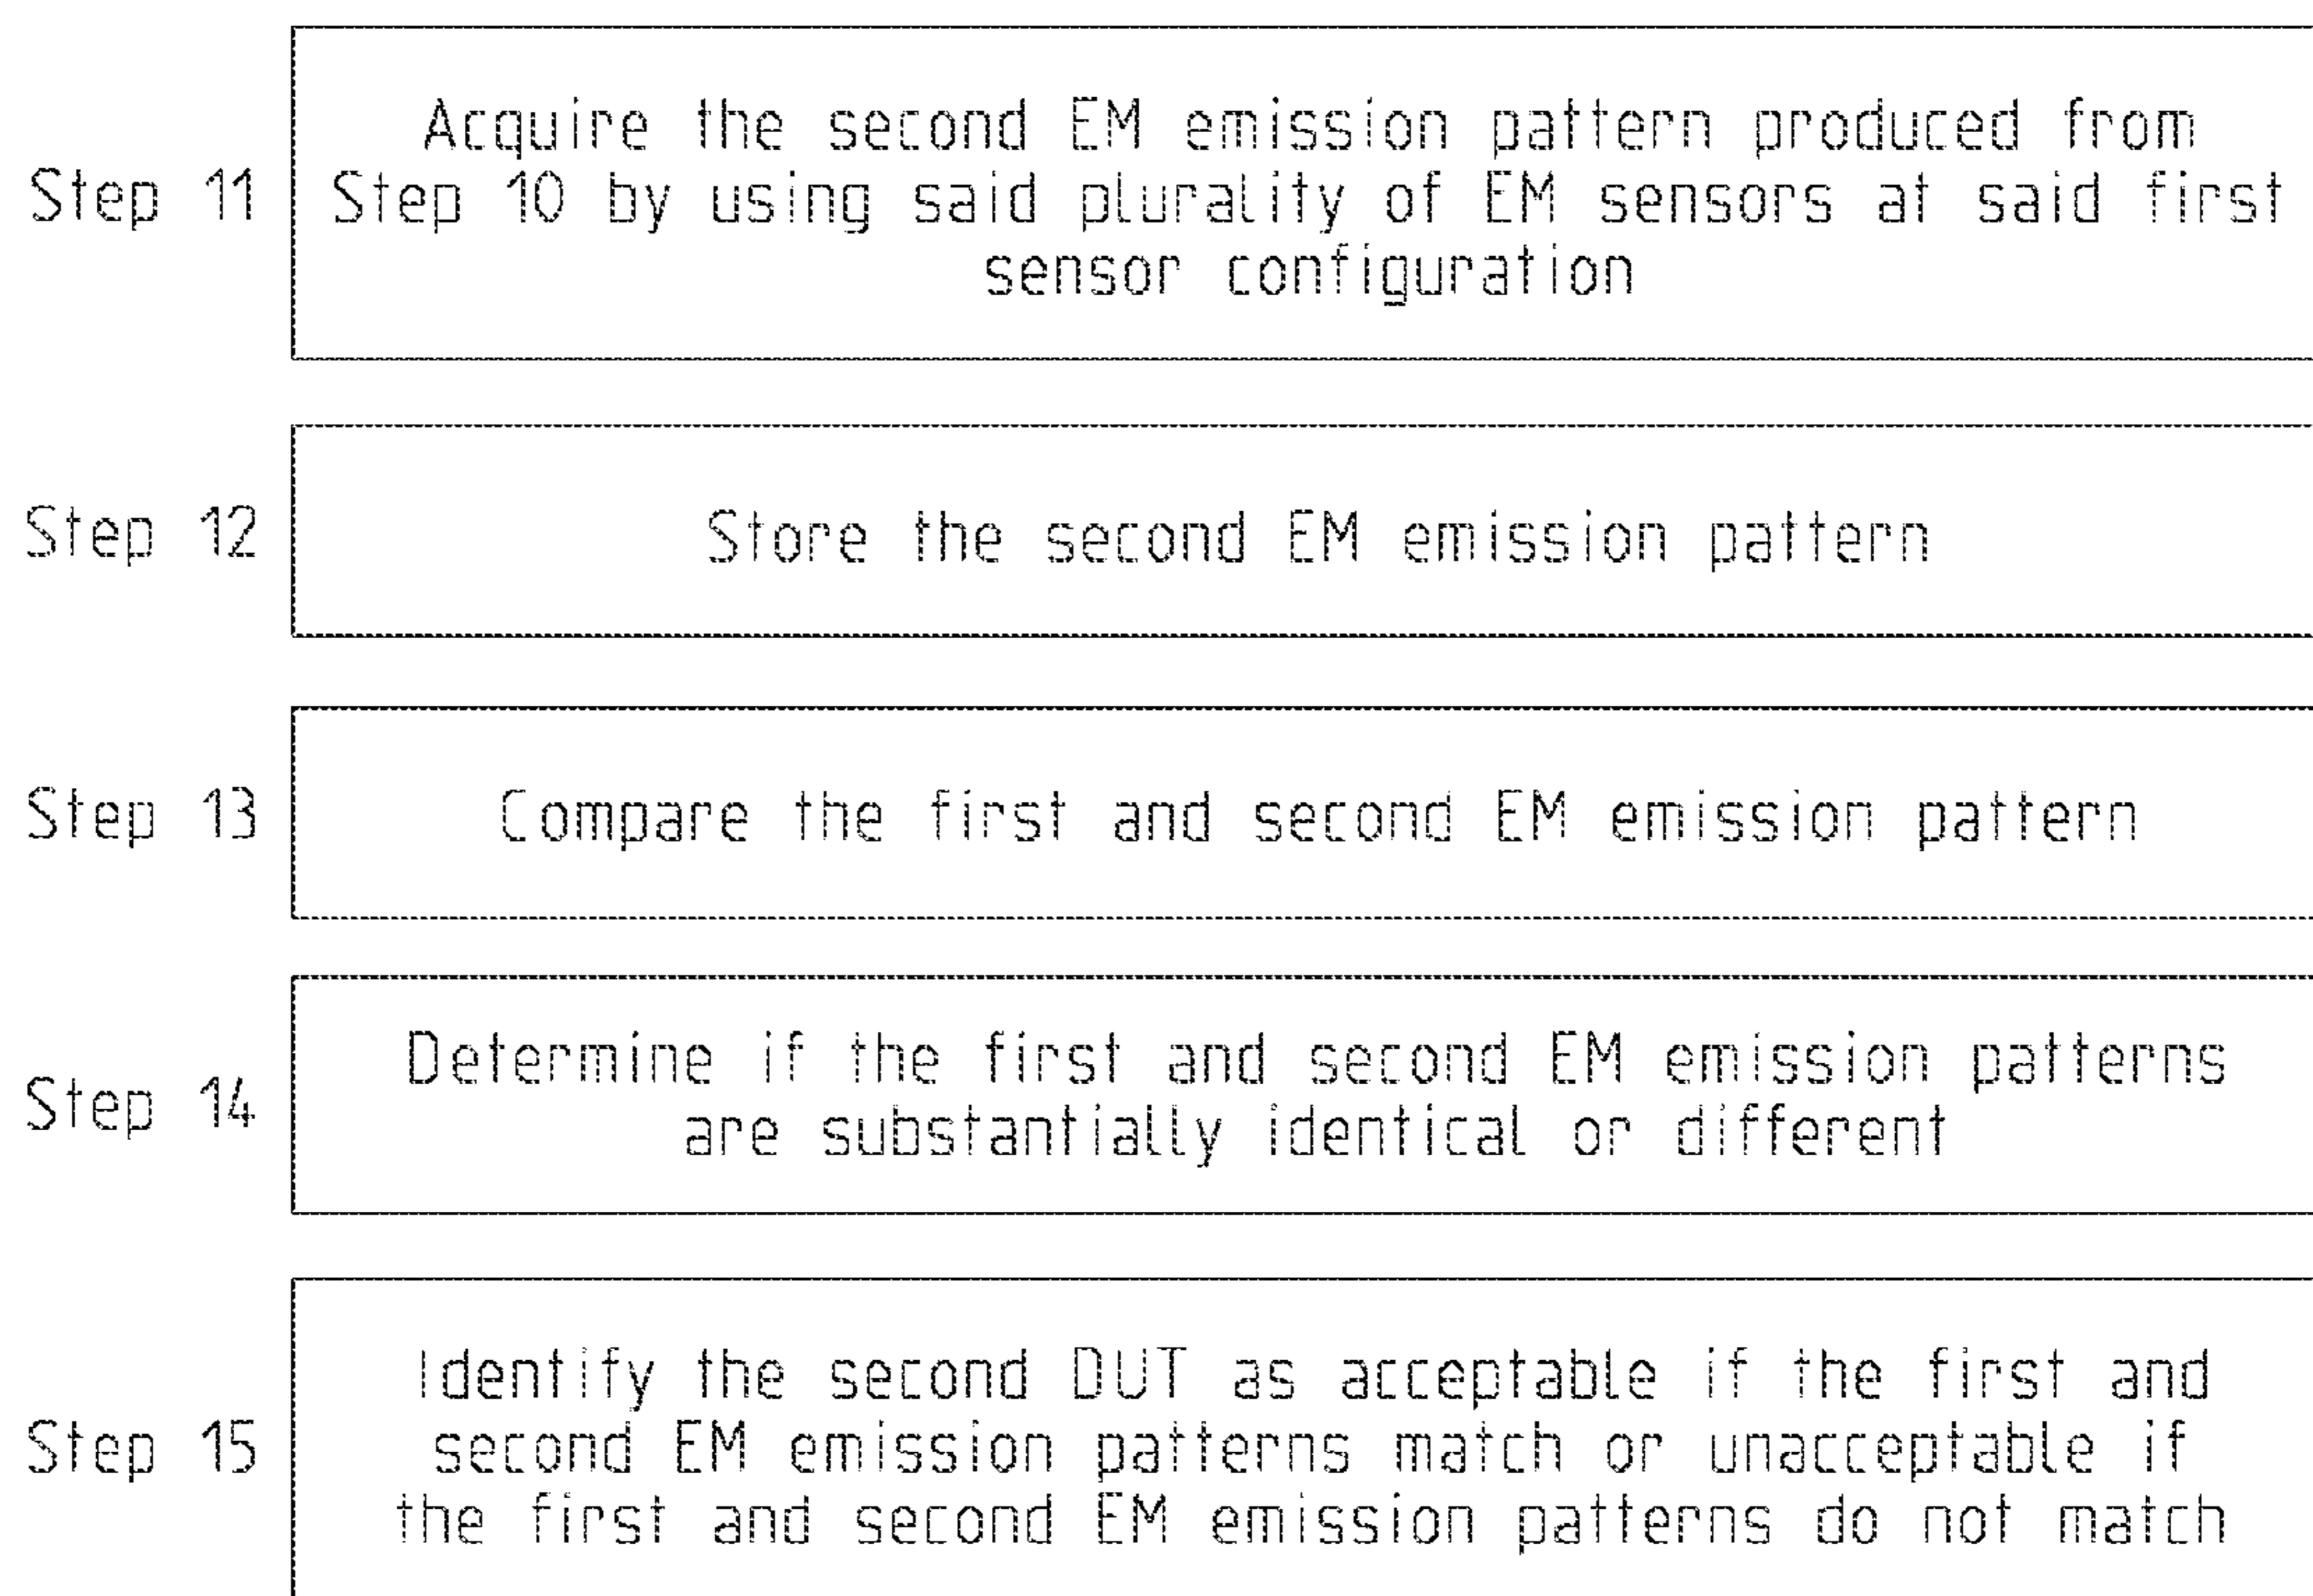 Acquire the second EM emission pattern produced from
Step 11
Step 10 by using said plurality of EM sensors at said first
sensor configuration
Step 12
Store the second EM emission pattern
Step 13
Compare the first and second EM emission pattern
Determine if the first and second EM emission patterns
Step 14
are substantially identical or different
Identify the second DUT as acceptable if the first and
Step 15
second EM emission patterns match or unacceptable if
the first and second EM emission patterns do not match